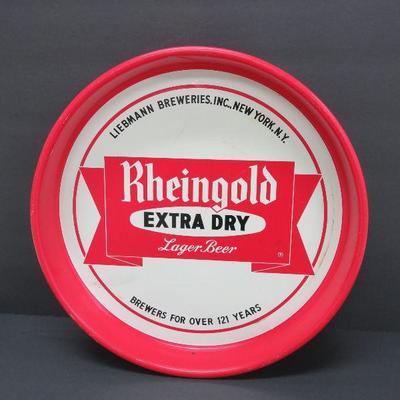 LIEBMANN BREWERIES.INC., NEW YORK, N.Y.
Rheingold
EXTRA DRY
Lager Beer
®
BREWERS FOR OVER 121 YEARS